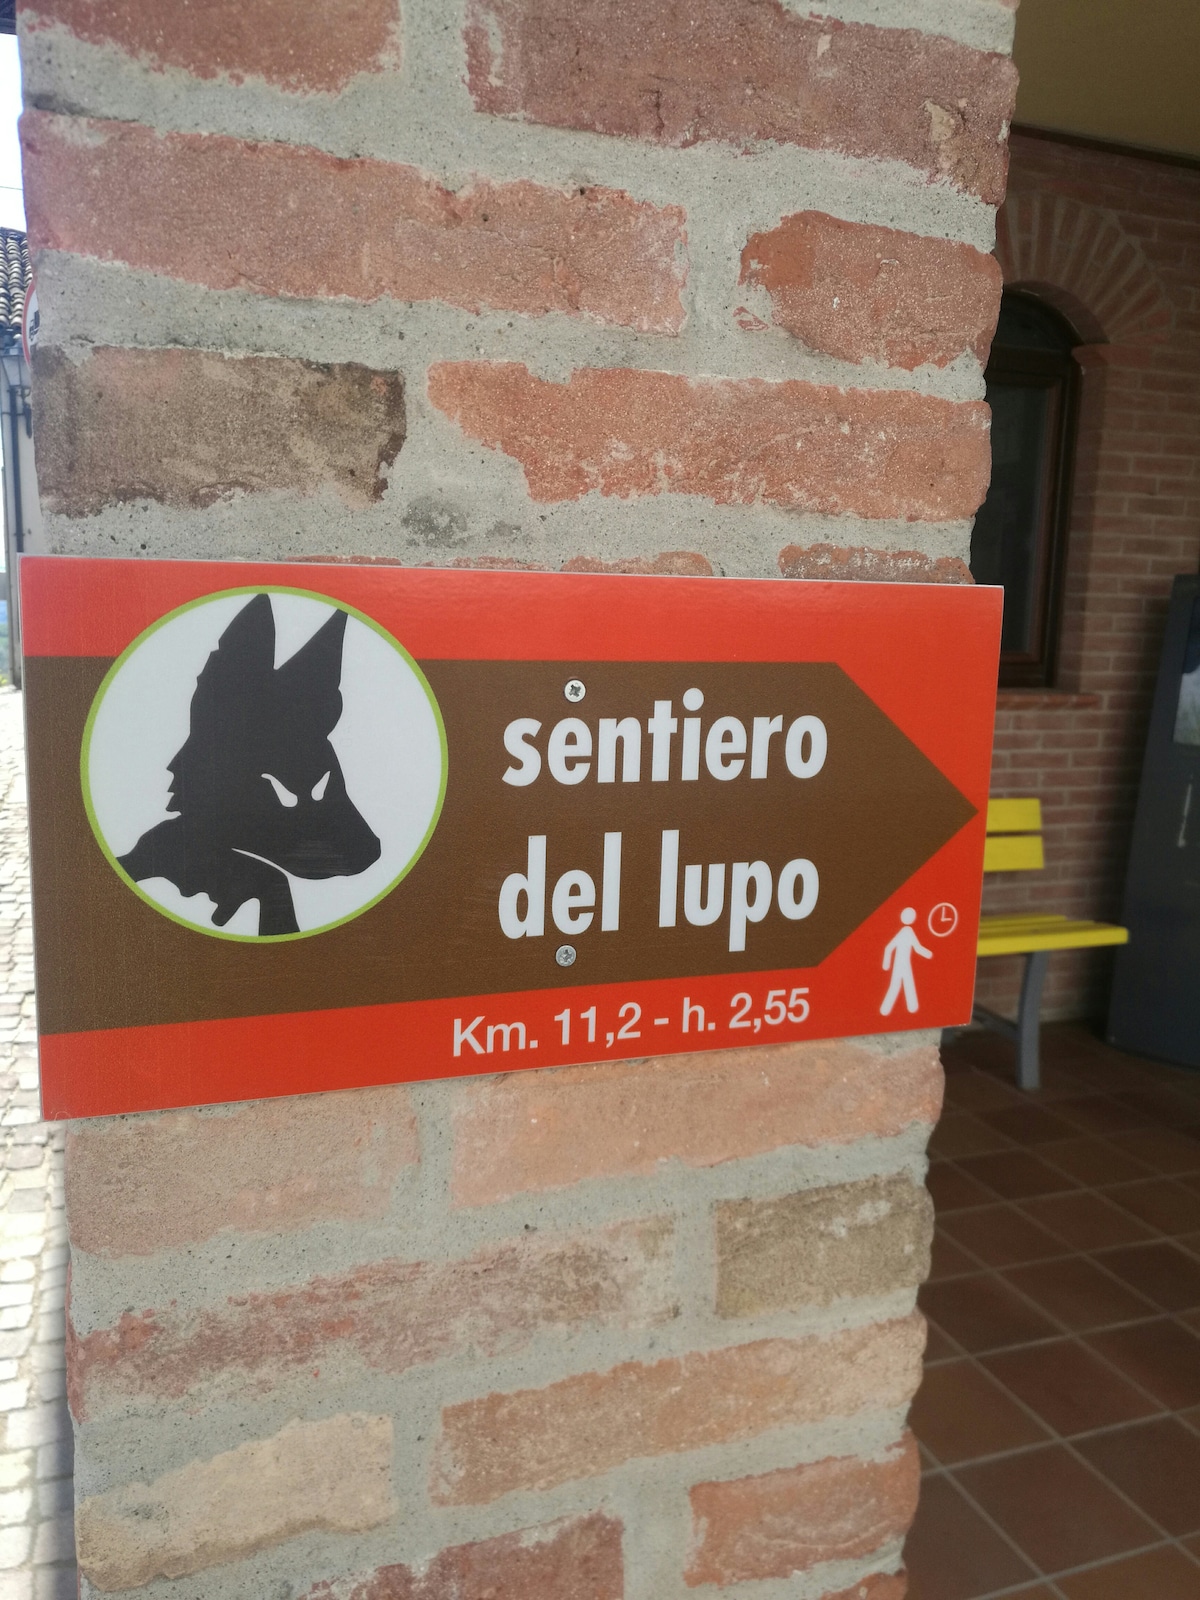 sentiero
del lupo
Km. 11,2 - h. 2,55